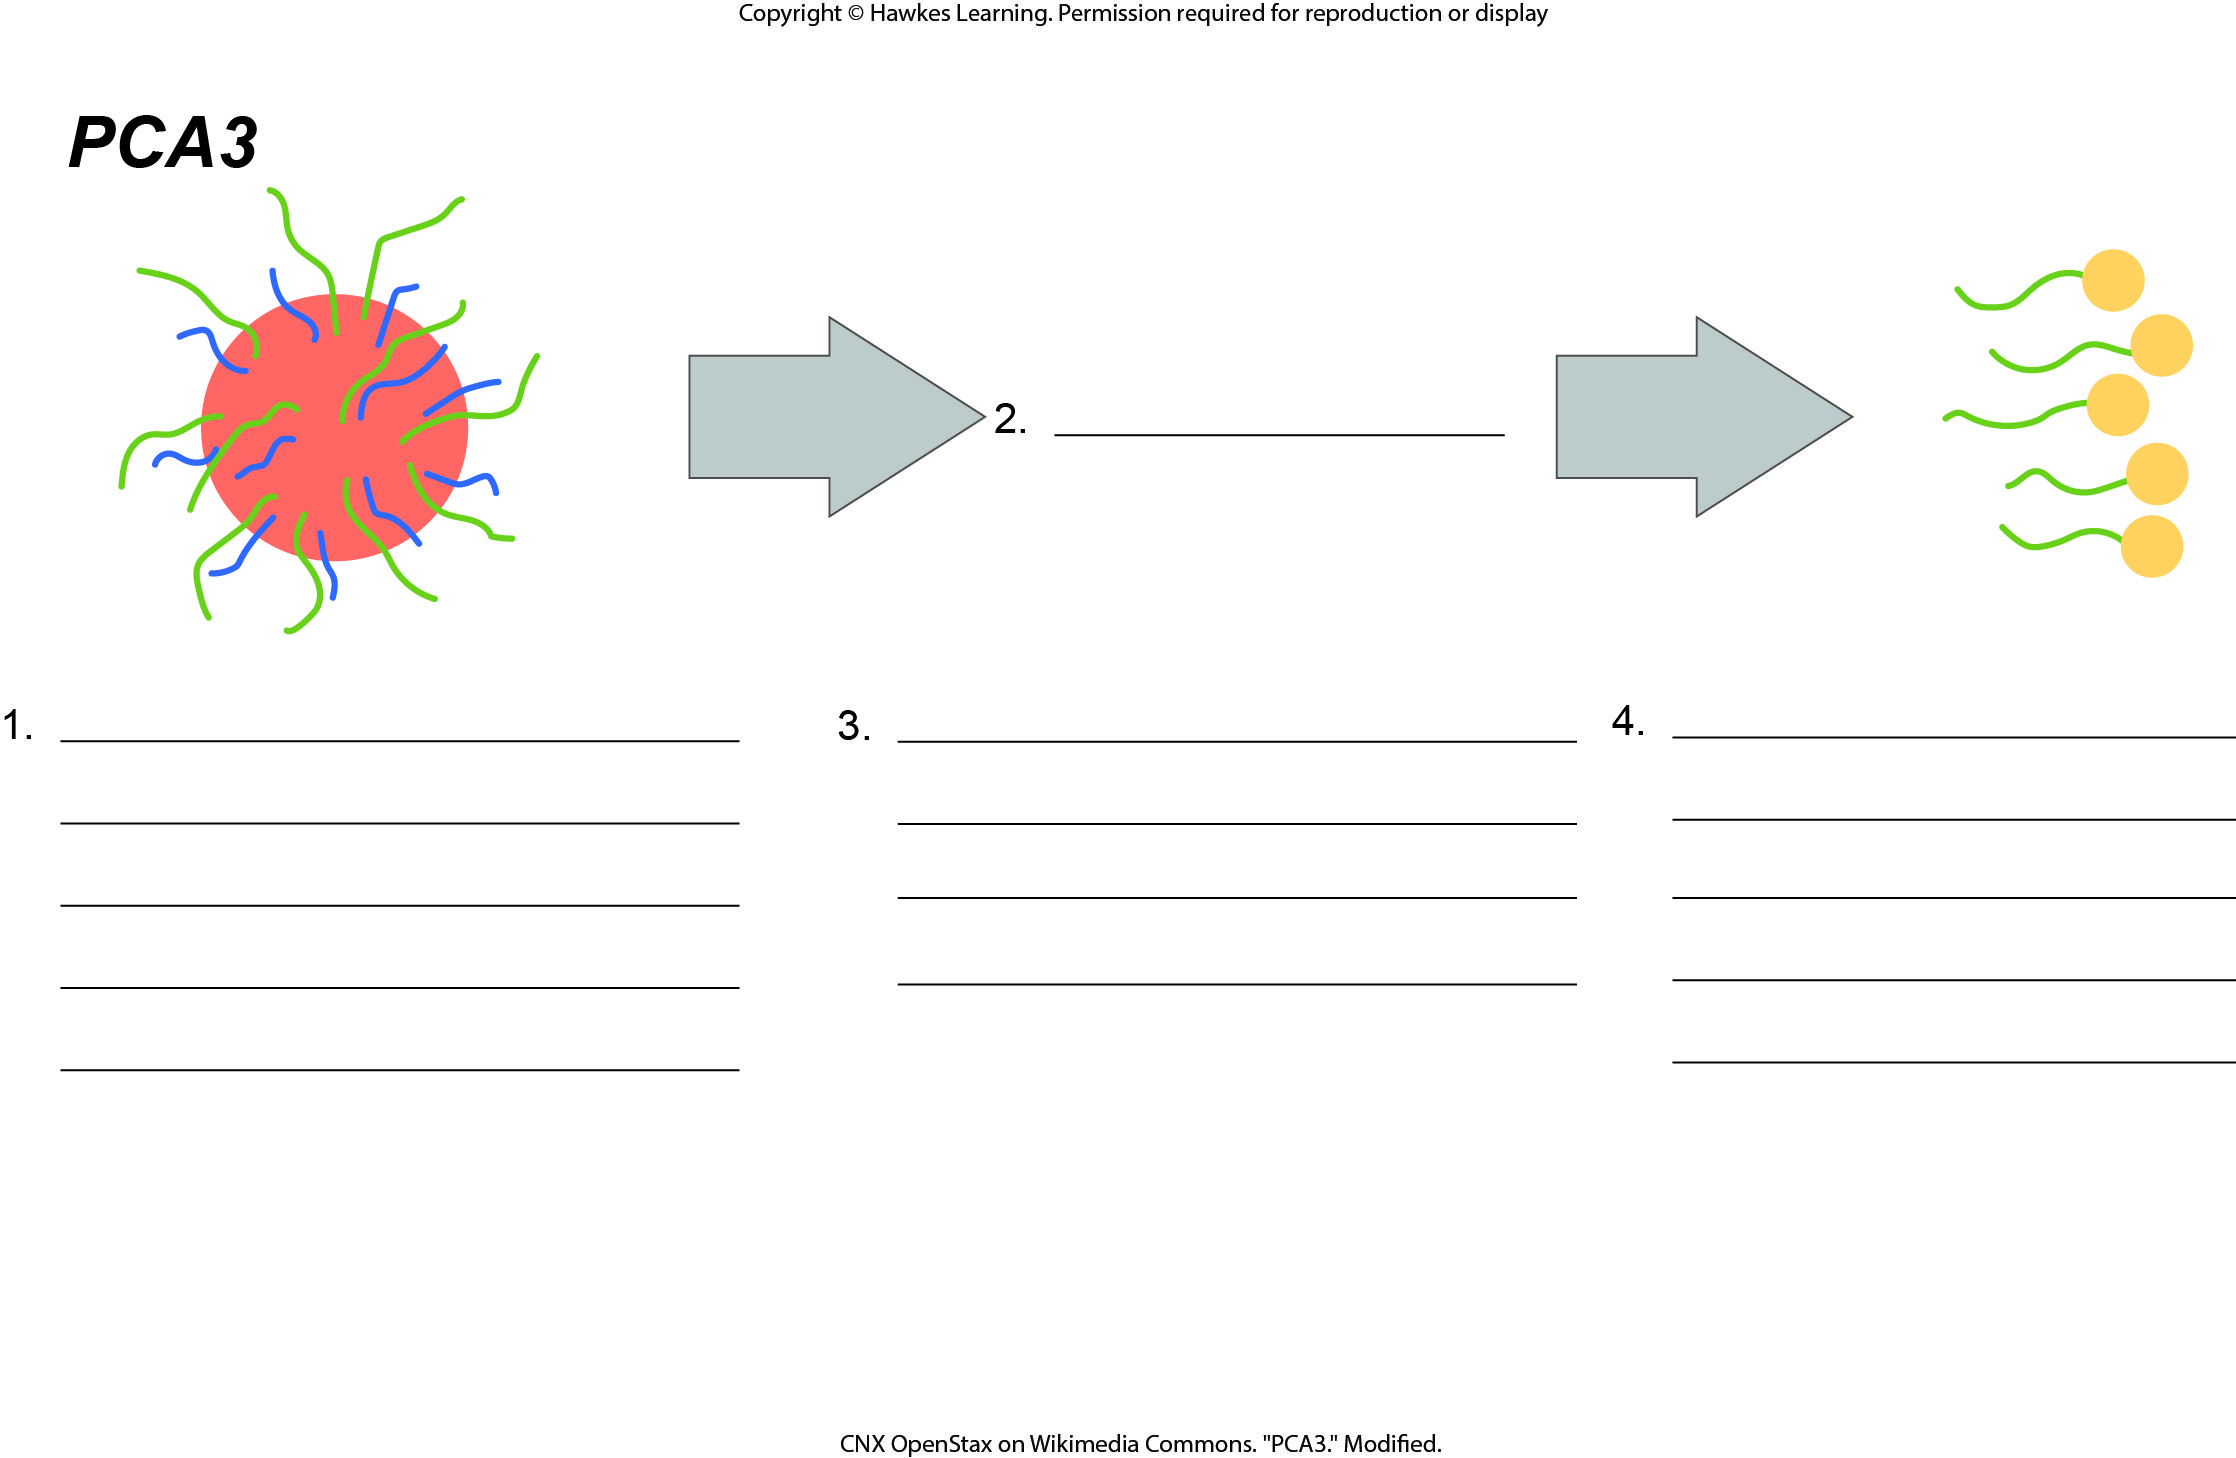 Copyright © Hawkes Learning. Permission required for reproduction or display
PCA3
2.
1.
3.
4.
CNX OpenStax on Wikimedia Commons. "PCA3." Modified.